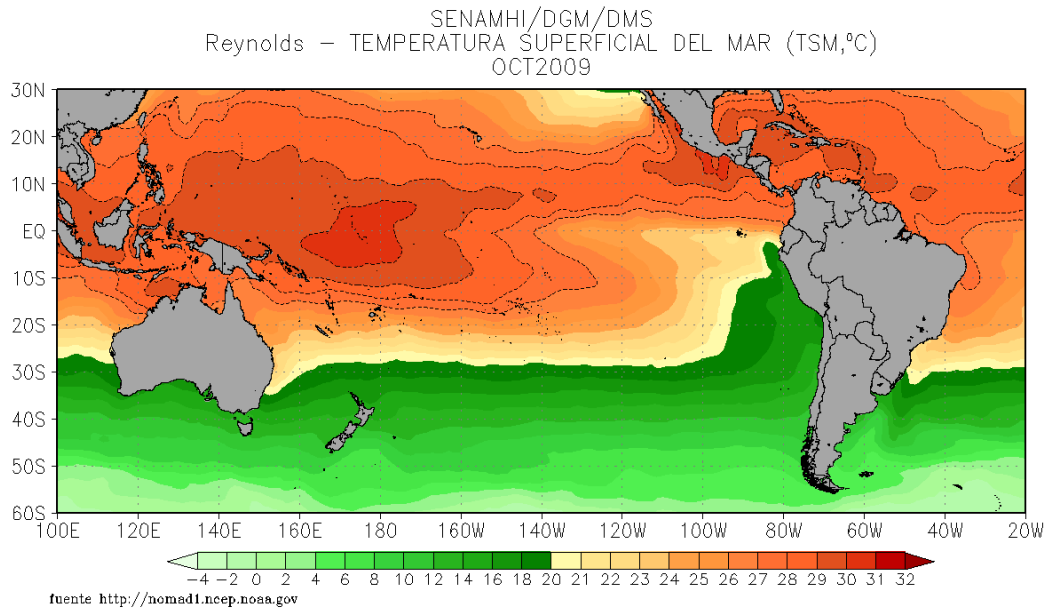 SENAMHI/DGM/DMS
Reynolds – TEMPERATURA SUPERFICIAL DEL MAR (TSM,ºC)
OCT2009
30N
20N
10N
EQ
10S
20S
30S
40S
50S
60S
100E 120E 140E 160E 180 160W 140W 120W 100W 80W 60W 40W 20W
-4 -2 0 2 4 6 8 10 12 14 16 18 20 21 22 23 24 25 26 27 28 29 30 31 32
fuente http://nomad1.ncep.noaa.gov